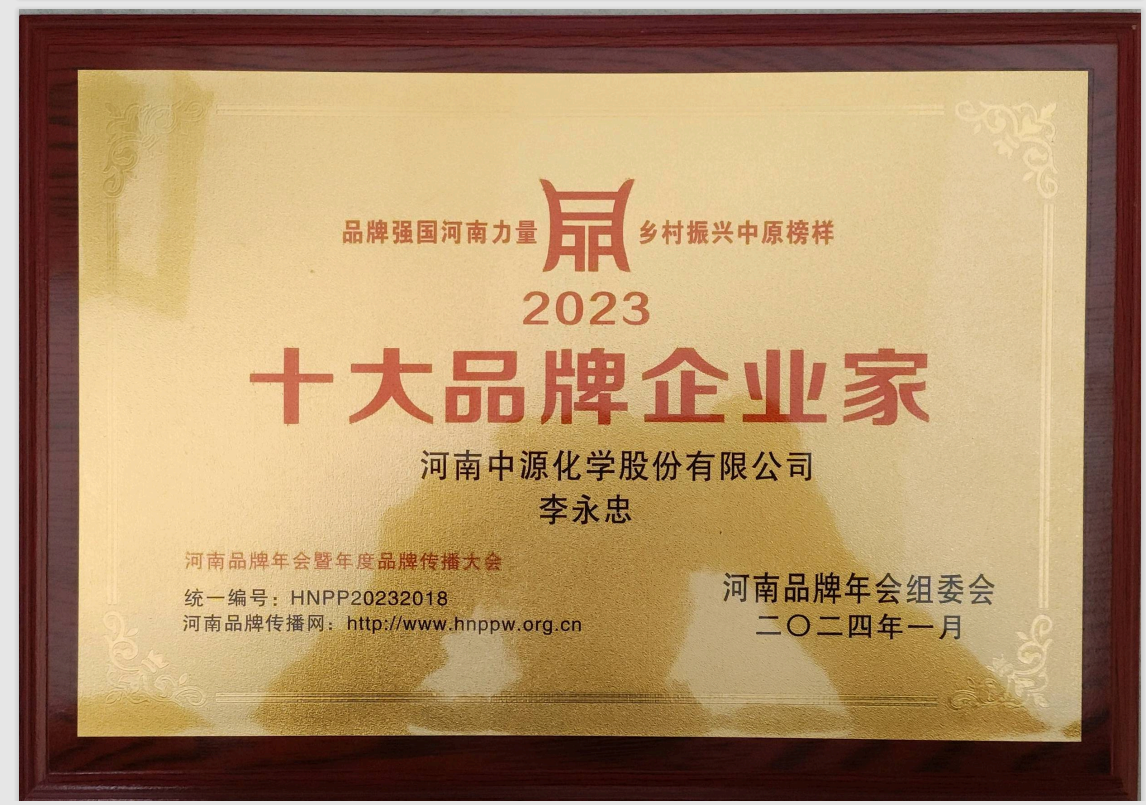 品牌强国河南力量 乡村振兴中原榜样
2023
十大品牌企业家
河南中源化学股份有限公司
李永忠
河南品牌年会暨年度品牌传播大会
统一编号：HNPP20232018
河南品牌传播网：http://www.hnppw.org.cn
河南品牌年会组委会
二〇二四年一月